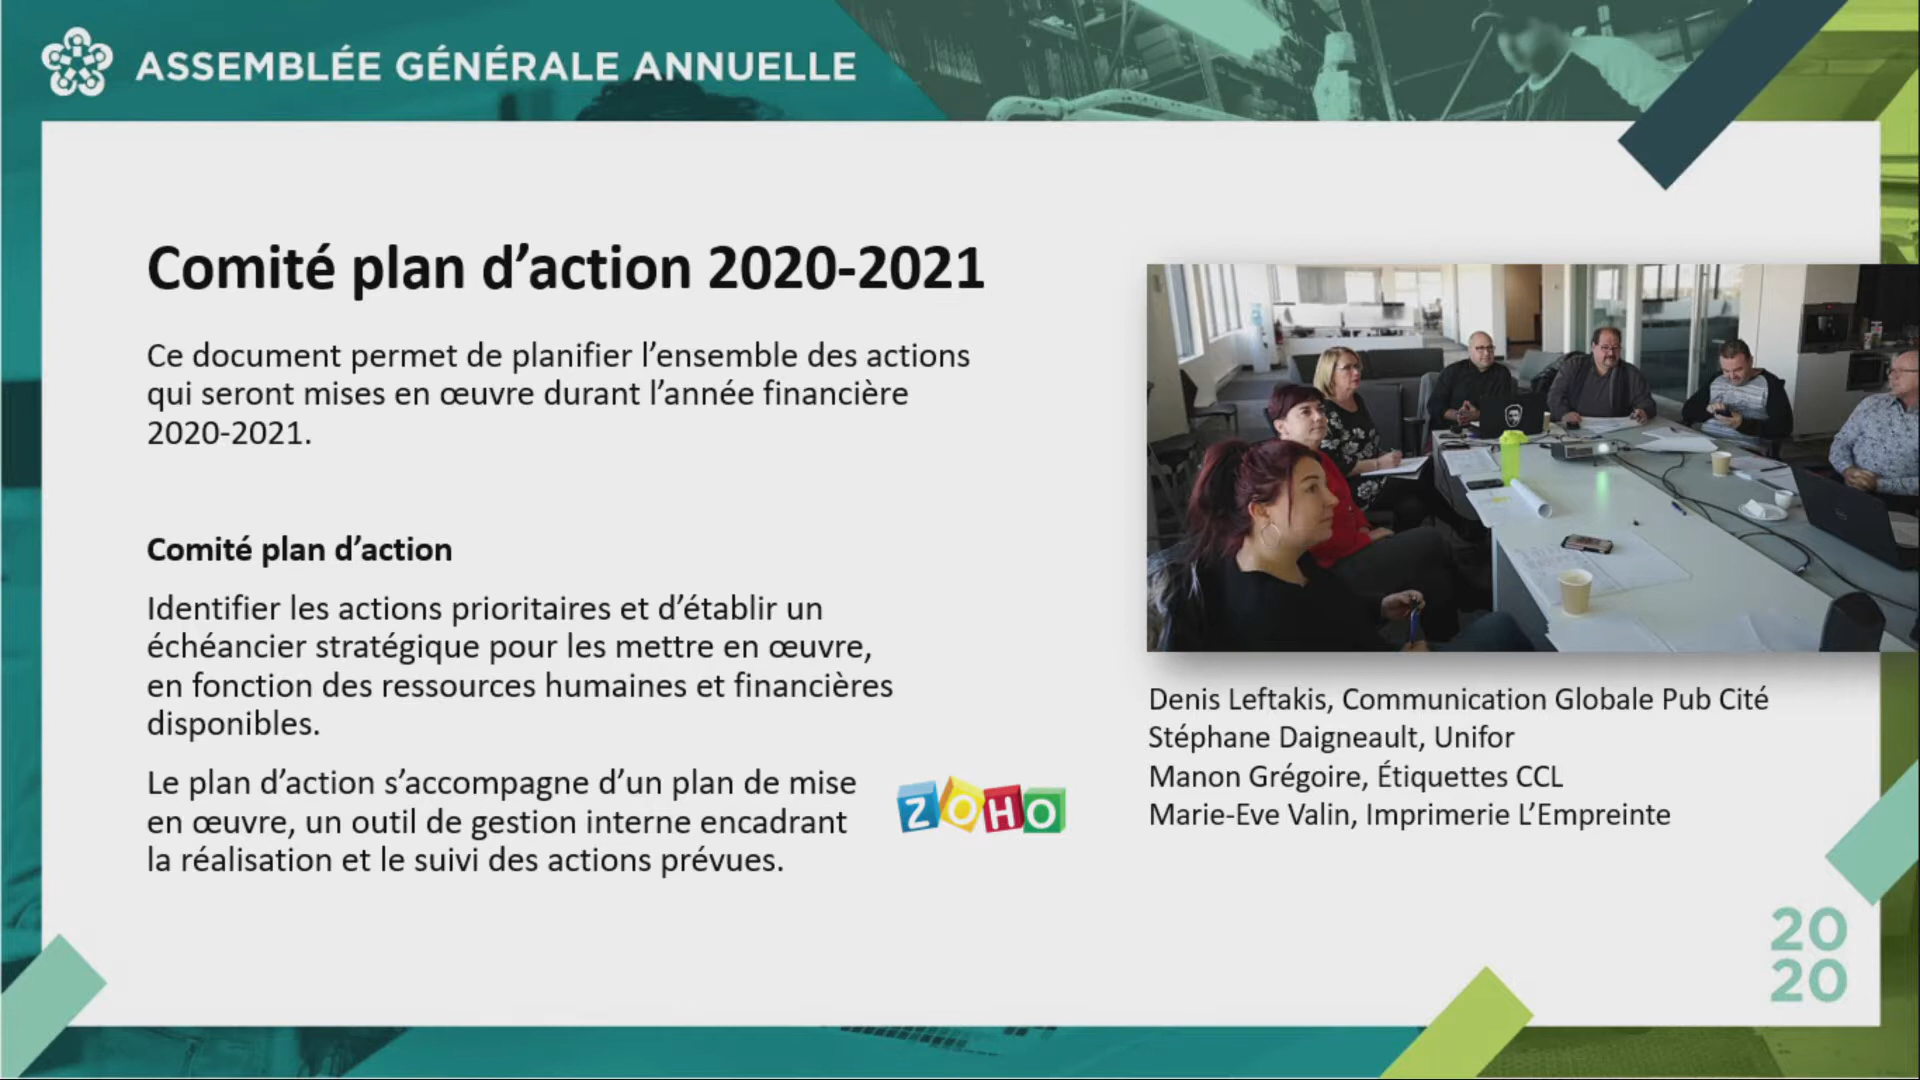 ASSEMBLÉE GÉNÉRALE ANNUELLE
Comité plan d’action 2020-2021
Ce document permet de planifier l’ensemble des actions
qui seront mises en œuvre durant l’année financière
2020-2021.
Comité plan d’action
Identifier les actions prioritaires et d’établir un
échéancier stratégique pour les mettre en œuvre,
en fonction des ressources humaines et financières
disponibles.
Le plan d’action s’accompagne d’un plan de mise
en œuvre, un outil de gestion interne encadrant
la réalisation et le suivi des actions prévues.
ZOHO
Denis Leftakis, Communication Globale Pub Cité
Stéphane Daigneault, Unifor
Manon Grégoire, Étiquettes CCL
Marie-Eve Valin, Imprimerie L’Empreinte
20
20